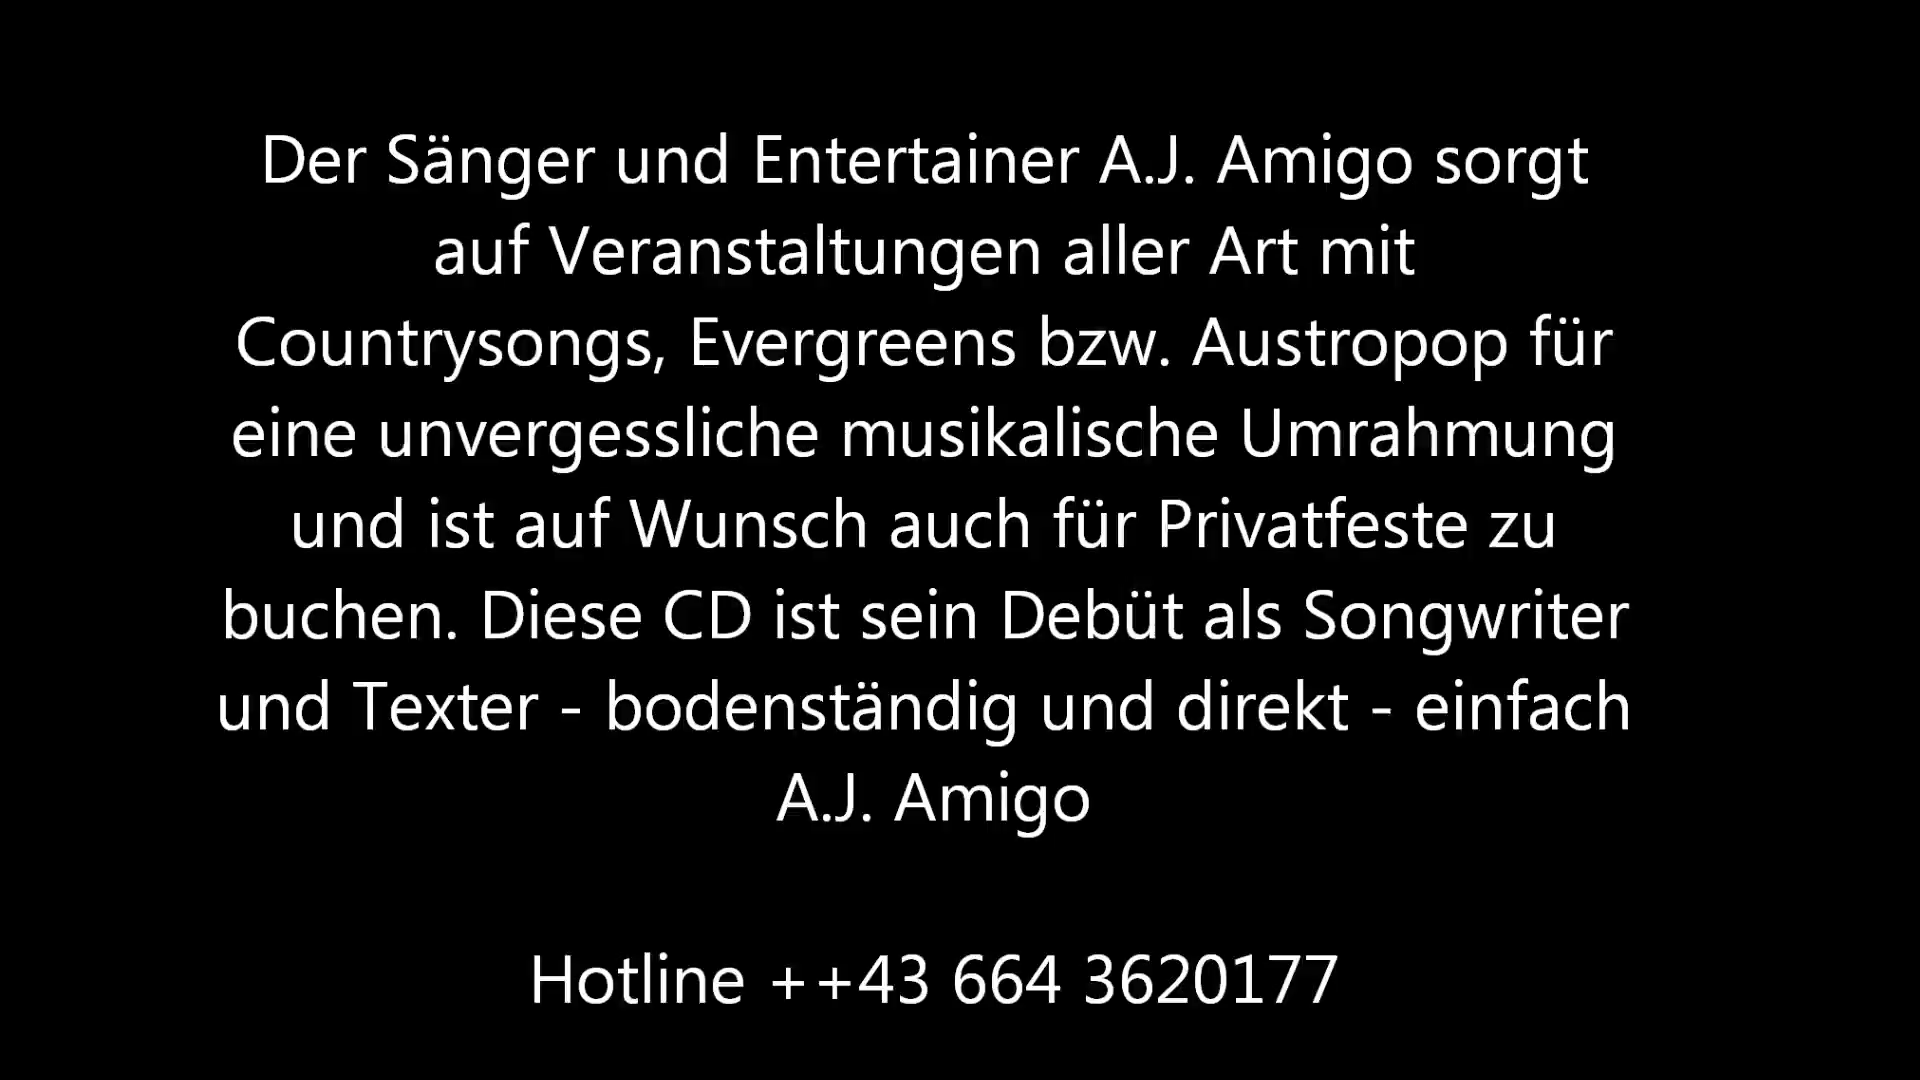 Der Sänger und Entertainer A.J. Amigo sorgt
auf Veranstaltungen aller Art mit
Countrysongs, Evergreens bzw. Austropop für
eine unvergessliche musikalische Umrahmung
und ist auf Wunsch auch für Privatfeste zu
buchen. Diese CD ist sein Debüt als Songwriter
und Texter - bodenständig und direkt - einfach
A.J. Amigo
Hotline ++43 664 3620177